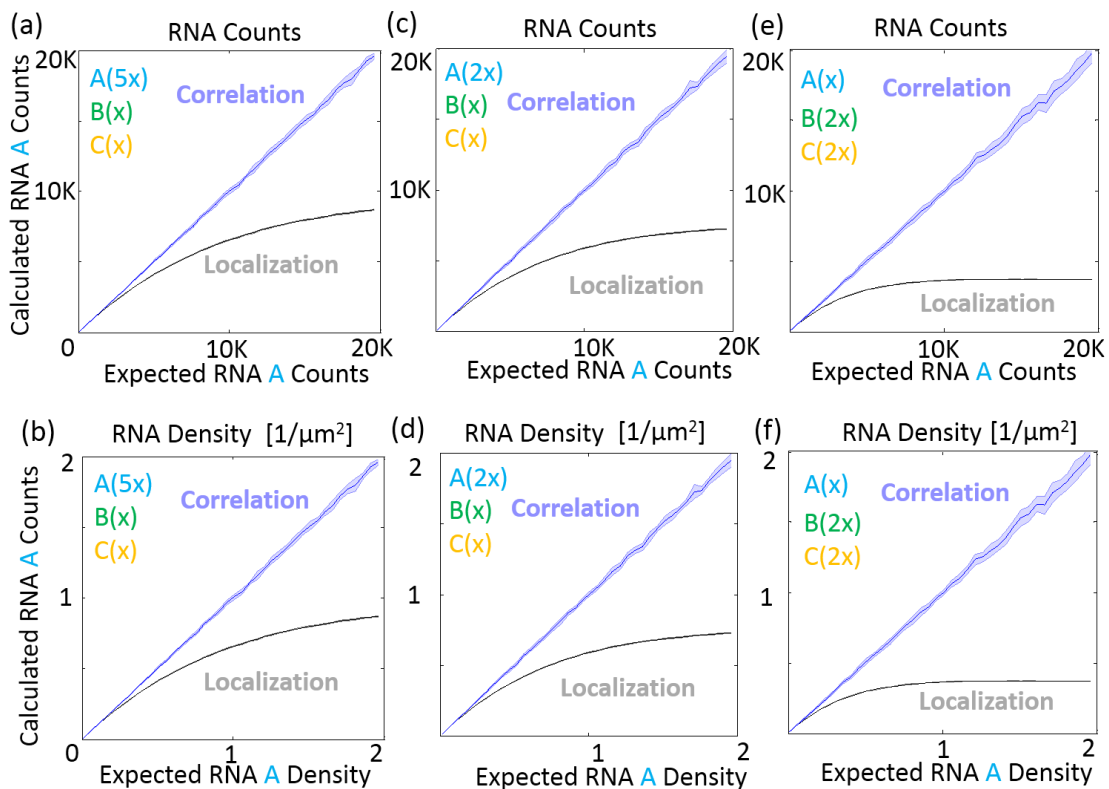 (a)
RNA Counts
20K
A(5x)
B(x)
C(x)
Correlation
10K
Localization
Calculated RNA A Counts
0
10K
20K
Expected RNA A Counts
(c)
RNA Counts
20K
A(2x)
B(x)
C(x)
Correlation
10K
Localization
10K
20K
Expected RNA A Counts
(e)
RNA Counts
20K
A(x)
B(2x)
C(2x)
Correlation
10K
Localization
10K
20K
Expected RNA A Counts
(b)
RNA Density [1/µm²]
2
A(5x)
B(x)
C(x)
Correlation
1
Localization
Calculated RNA A Counts
0
1
2
Expected RNA A Density
(d)
RNA Density [1/µm²]
2
A(2x)
B(x)
C(x)
Correlation
1
Localization
1
2
Expected RNA A Density
(f)
RNA Density [1/µm²]
2
A(x)
B(2x)
C(2x)
Correlation
1
Localization
1
2
Expected RNA A Density